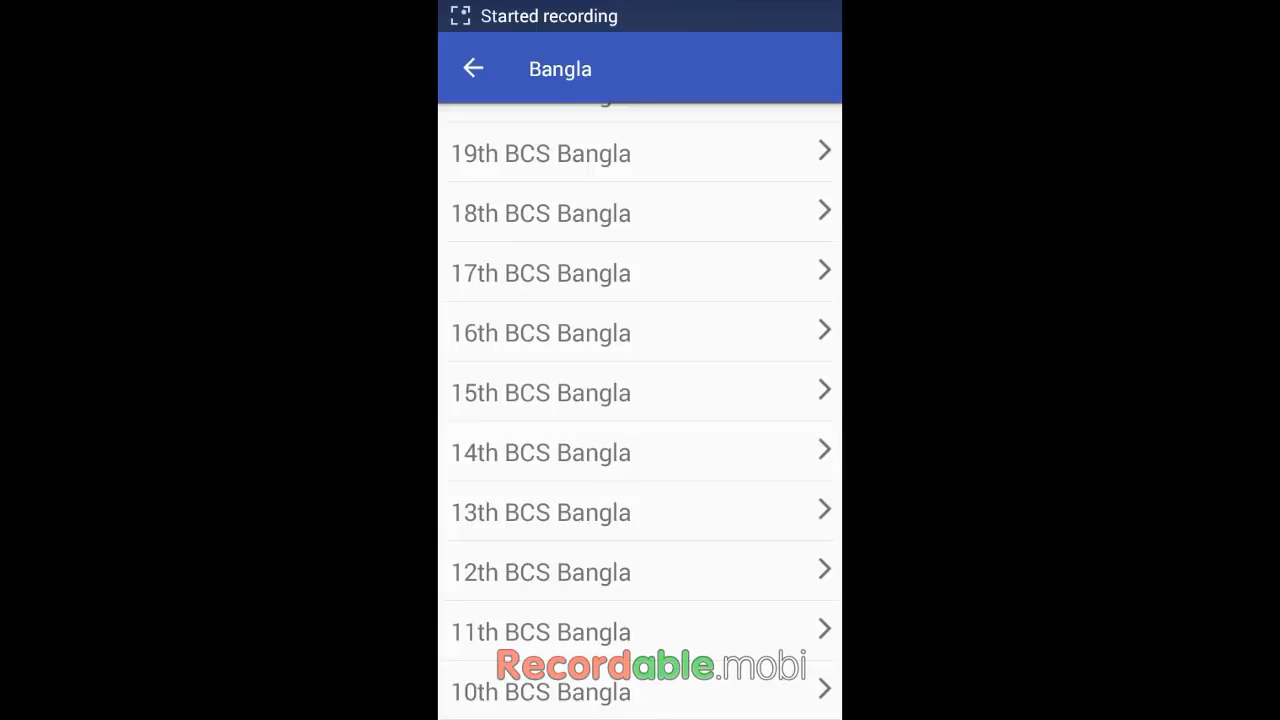 Started recording
Bangla
19th BCS Bangla
18th BCS Bangla
17th BCS Bangla
16th BCS Bangla
15th BCS Bangla
14th BCS Bangla
13th BCS Bangla
12th BCS Bangla
11th BCS Bangla
Recordable.mobi
10th BCS Bangla